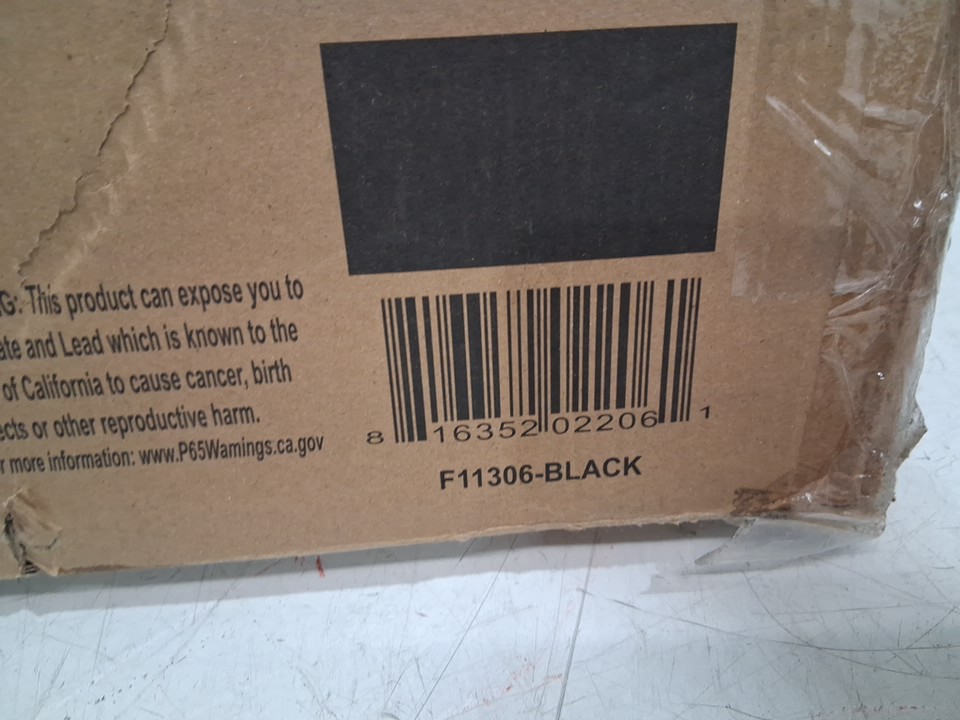 G: This product can expose you to
ate and Lead which is known to the
of California to cause cancer, birth
ects or other reproductive harm.
r more information: www.P65Warnings.ca.gov
8 16352 02206 1
F11306-BLACK